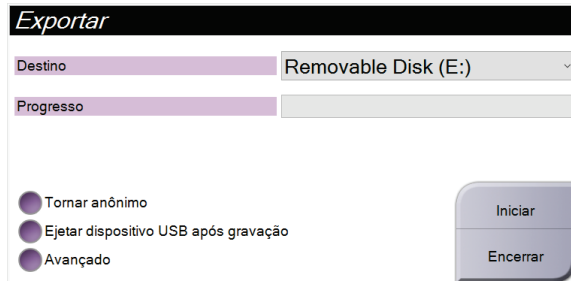 Exportar
Destino
Removable Disk (E:)
Progresso
Tornar anônimo
Ejetar dispositivo USB após gravação
Avançado
Iniciar
Encerrar